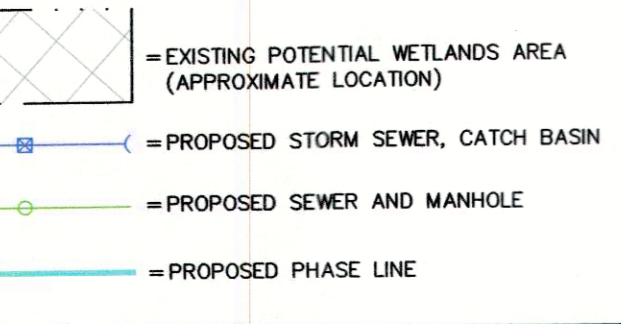 = EXISTING POTENTIAL WETLANDS AREA
(APPROXIMATE LOCATION)
= PROPOSED STORM SEWER, CATCH BASIN
= PROPOSED SEWER AND MANHOLE
= PROPOSED PHASE LINE